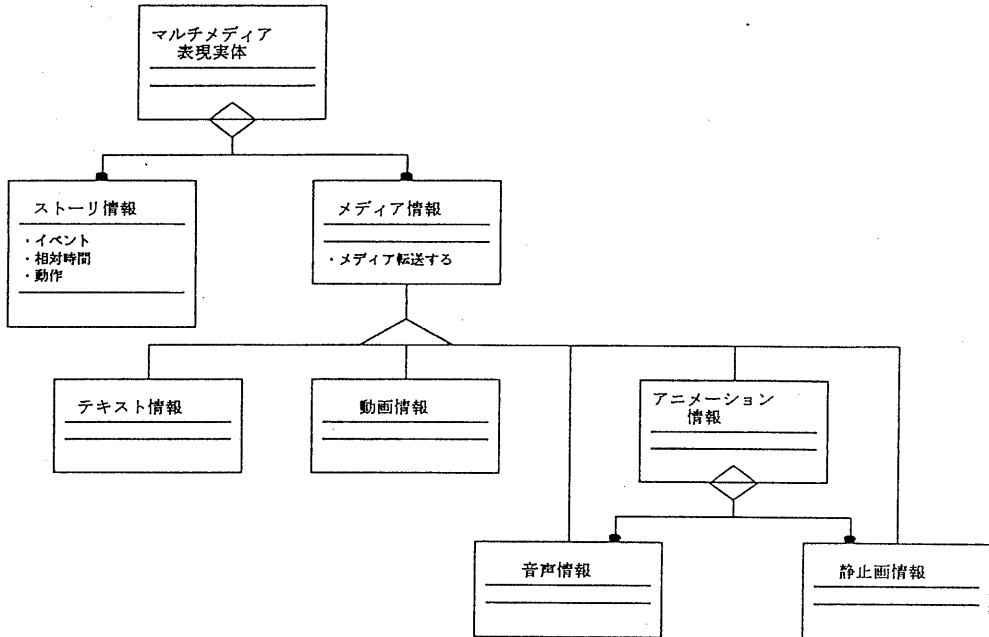 マルチメディア
表現実体
ストーリ情報
・イベント
・相対時間
・動作
メディア情報
・メディア転送する
テキスト情報
動画情報
アニメーション
情報
音声情報
静止画情報